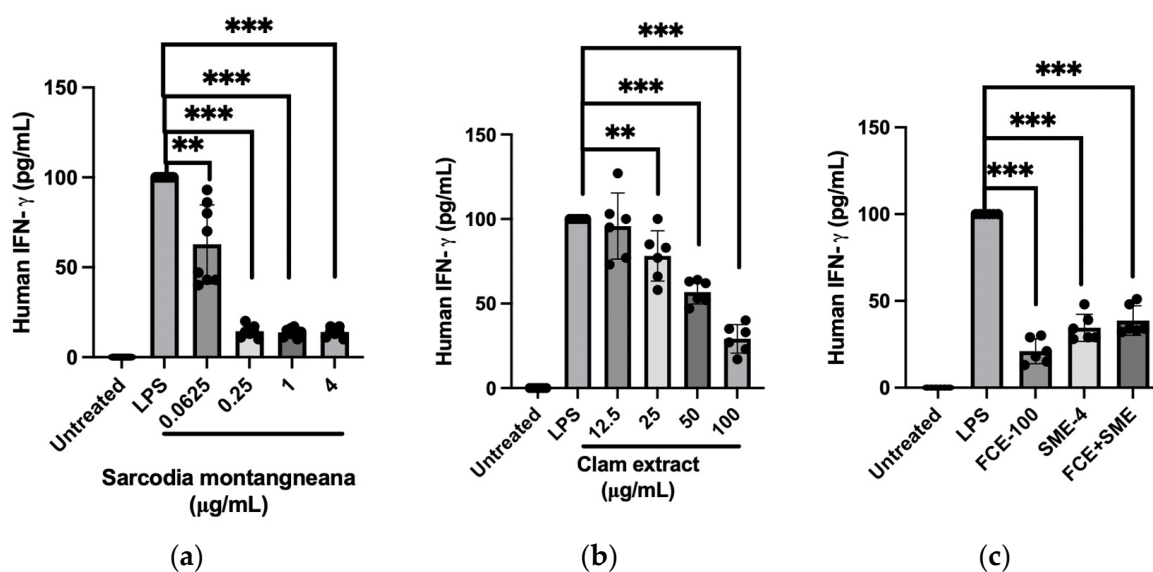 ***
***
***
**
Human IFN- γ (pg/mL)
150
100
50
0
Untreated
LPS
0.0625
0.25
1
4
Sarcodia montangneana
(μg/mL)
(a)
***
***
**
Human IFN- γ (pg/mL)
150
100
50
0
Untreated
LPS
12.5
25
50
100
Clam extract
(μg/mL)
(b)
***
***
***
Human IFN-γ (pg/mL)
150
100
50
0
Untreated
LPS
FCE-100
SME-4
FCE+SME
(c)